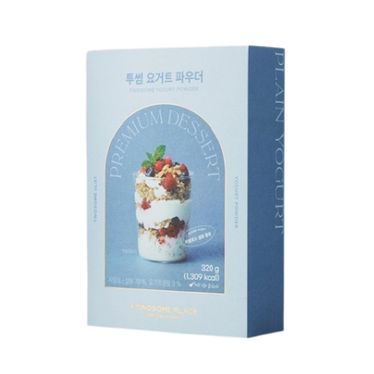 투썸 요거트 파우더
TWOSOME YOGURT POWDER
PREMIUM DESSERT
320 g
(1,309 kcal)
A TWOSOME PLACE
PLAIN YOGURT
YOGURT POWDER